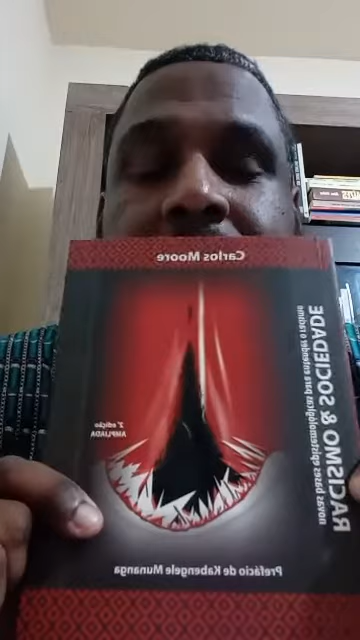 Carlos Moore
RACISMO & SOCIEDADE
novas bases epistemológicas para entender o racismo
2ª edição
AMPLIADA
Prefácio de Kabengele Munanga